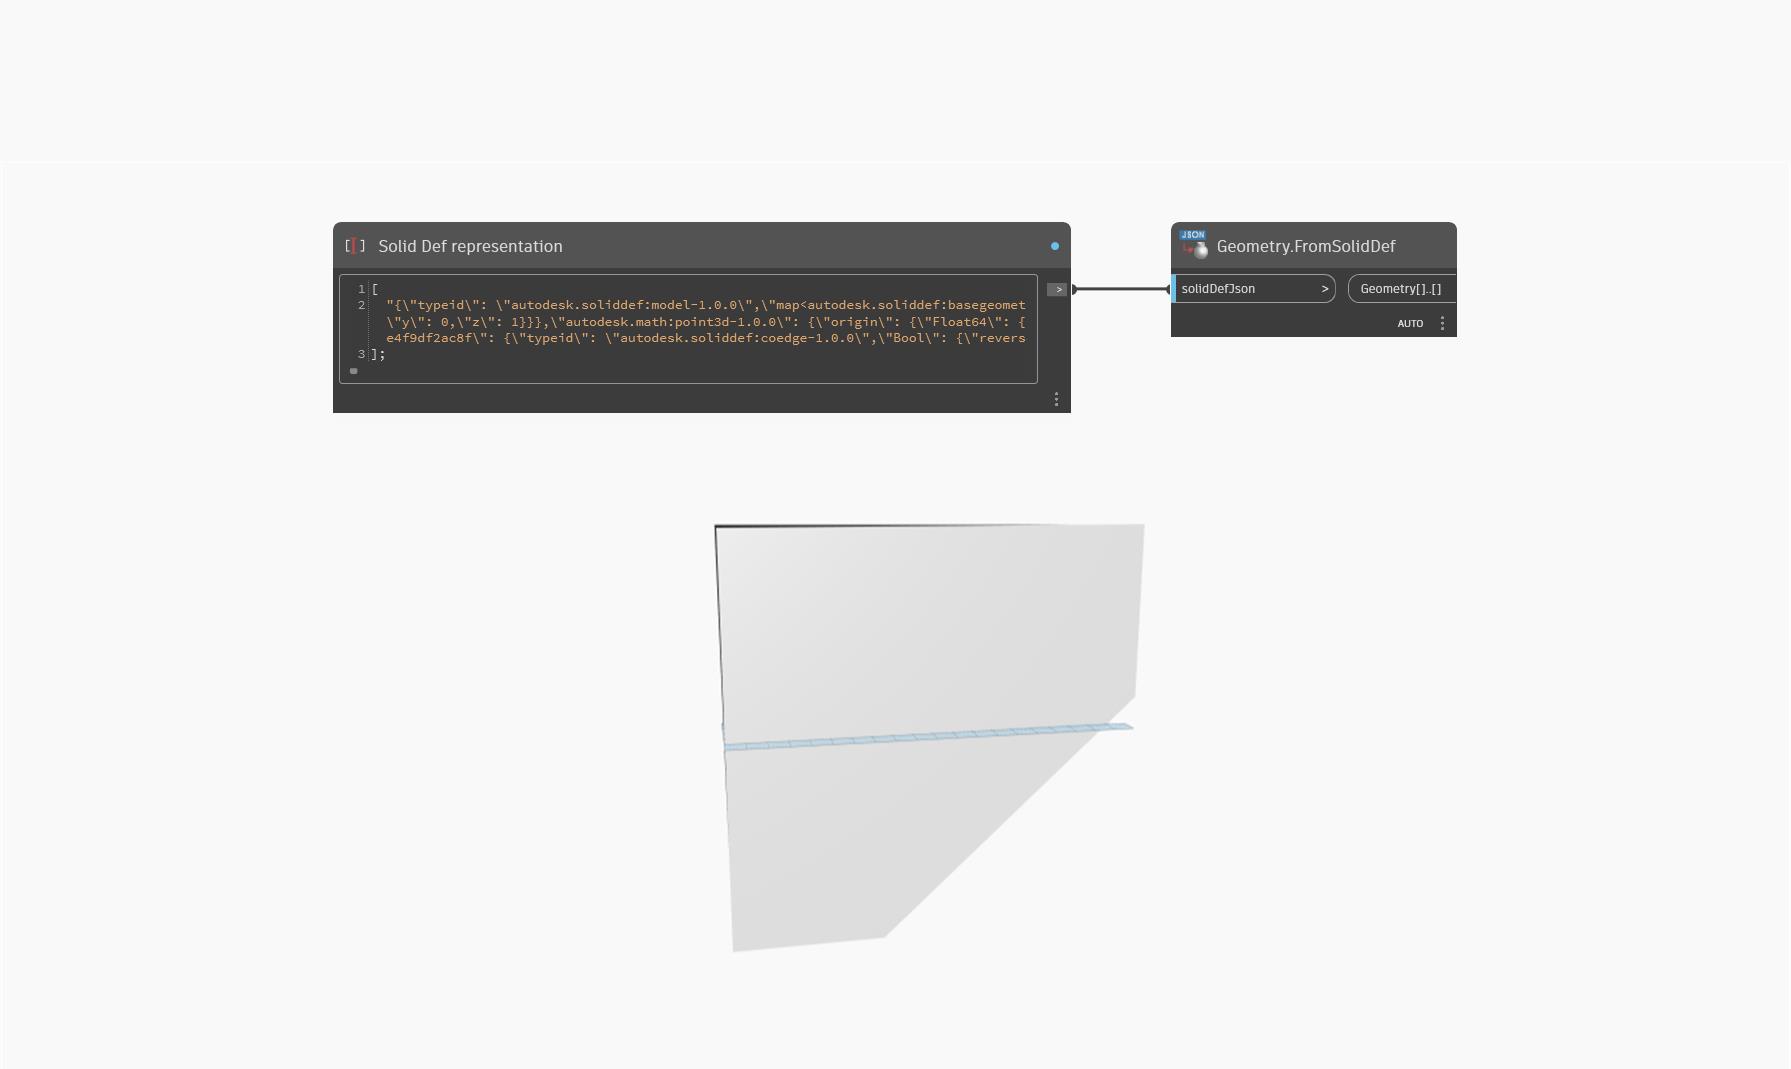 Solid Def representation
1 [
2 "{\"typeid\": \"autodesk.soliddef:model-1.0.0\",\"map<autodesk.soliddef:basegeomet
\"y\": 0,\"z\": 1}}},\"autodesk.math:point3d-1.0.0\": {\"origin\": {\"Float64\": {
e4f9df2ac8f\": {\"typeid\": \"autodesk.soliddef:coedge-1.0.0\",\"Bool\": {\"revers
3 ];
>
JSON
Geometry.FromSolidDef
solidDefJson >
Geometry[]..[]
AUTO